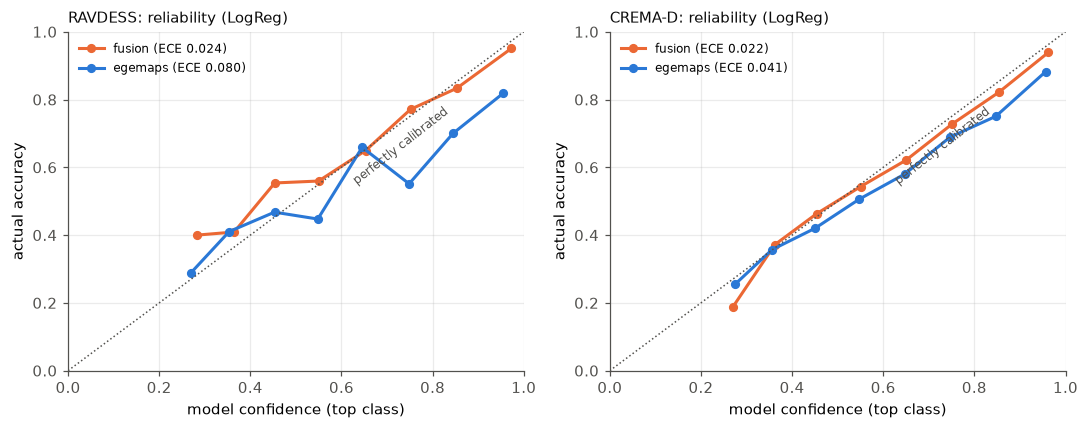 RAVDESS: reliability (LogReg)
fusion (ECE 0.024)
egemaps (ECE 0.080)
perfectly calibrated
actual accuracy
1.0
0.8
0.6
0.4
0.2
0.0
0.0 0.2 0.4 0.6 0.8 1.0
model confidence (top class)
CREMA-D: reliability (LogReg)
fusion (ECE 0.022)
egemaps (ECE 0.041)
perfectly calibrated
actual accuracy
1.0
0.8
0.6
0.4
0.2
0.0
0.0 0.2 0.4 0.6 0.8 1.0
model confidence (top class)